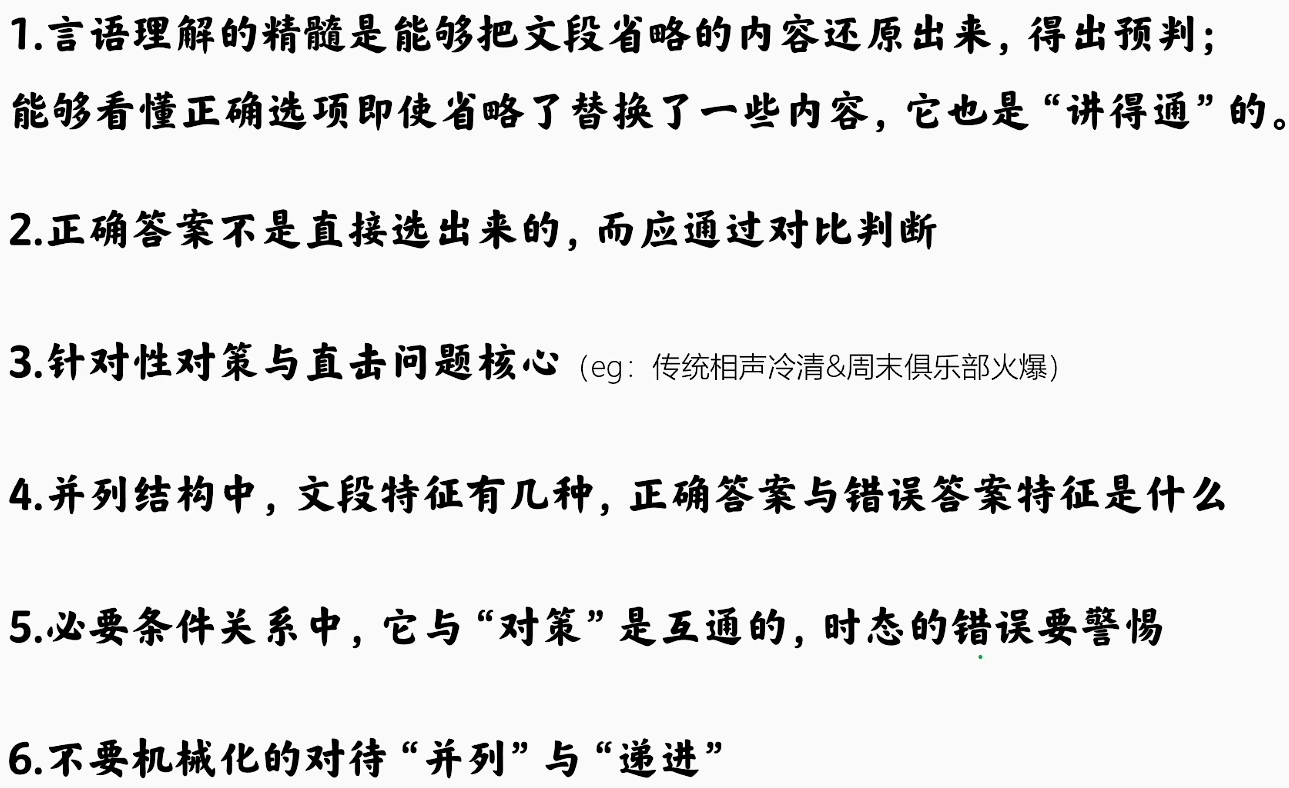 1.言语理解的精髓是能够把文段省略的内容还原出来，得出预判；
能够看懂正确选项即使省略了替换了一些内容，它也是“讲得通”的。
2.正确答案不是直接选出来的，而应通过对比判断
3.针对性对策与直击问题核心（eg：传统相声冷清&周末俱乐部火爆）
4.并列结构中，文段特征有几种，正确答案与错误答案特征是什么
5.必要条件关系中，它与“对策”是互通的，时态的错误要警惕
6.不要机械化的对待“并列”与“递进”